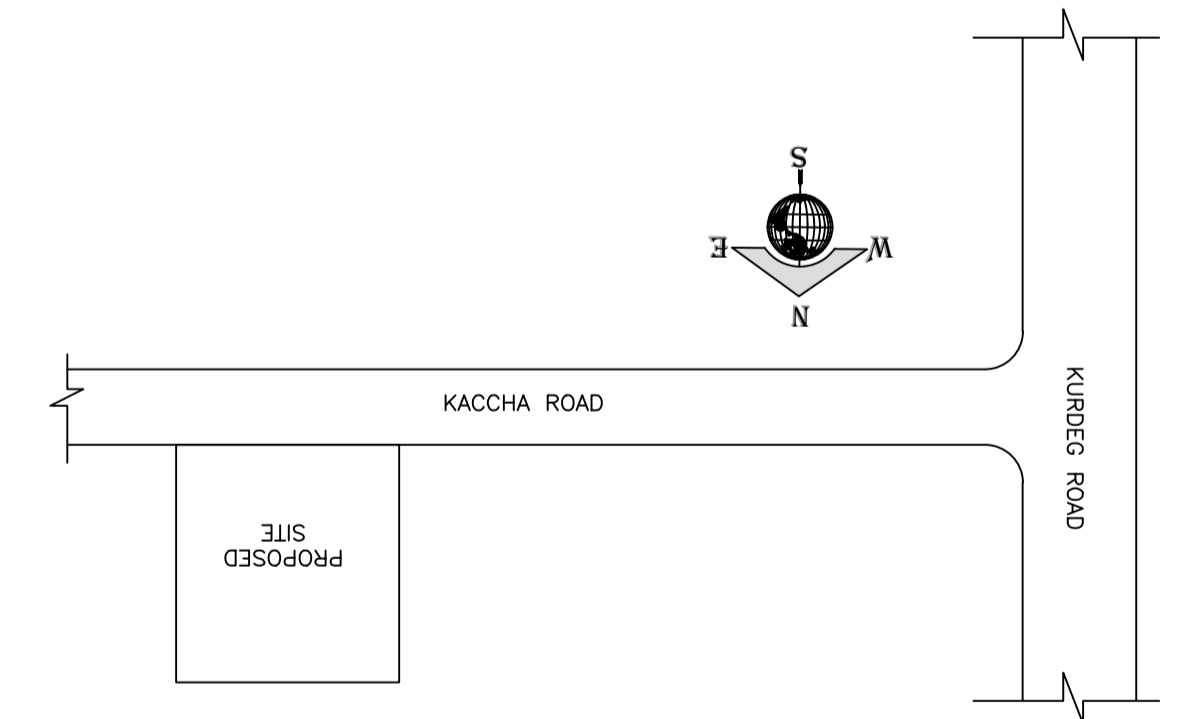 S
E
W
N
KACCHA ROAD
KURDEG ROAD
PROPOSED
SITE